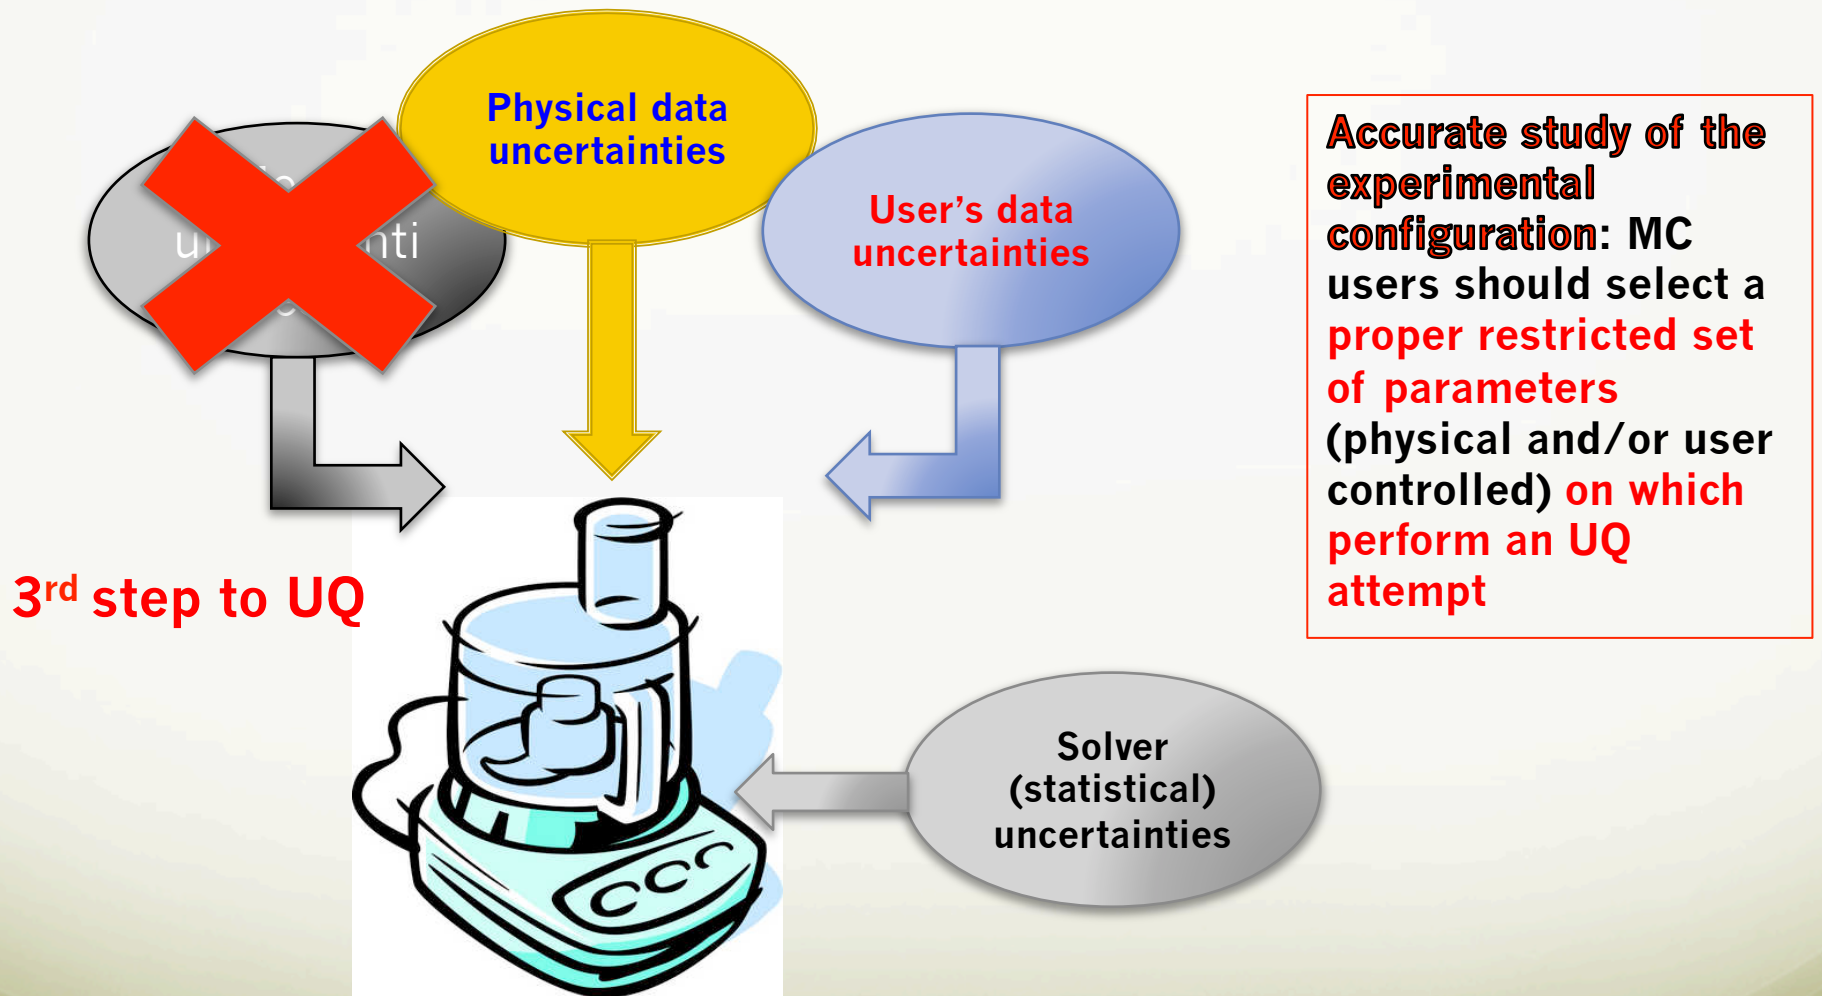 Physical data
uncertainties
User’s data
uncertainties
Accurate study of the
experimental
configuration: MC
users should select a
proper restricted set
of parameters
(physical and/or user
controlled) on which
perform an UQ
attempt
3rd step to UQ
Solver
(statistical)
uncertainties